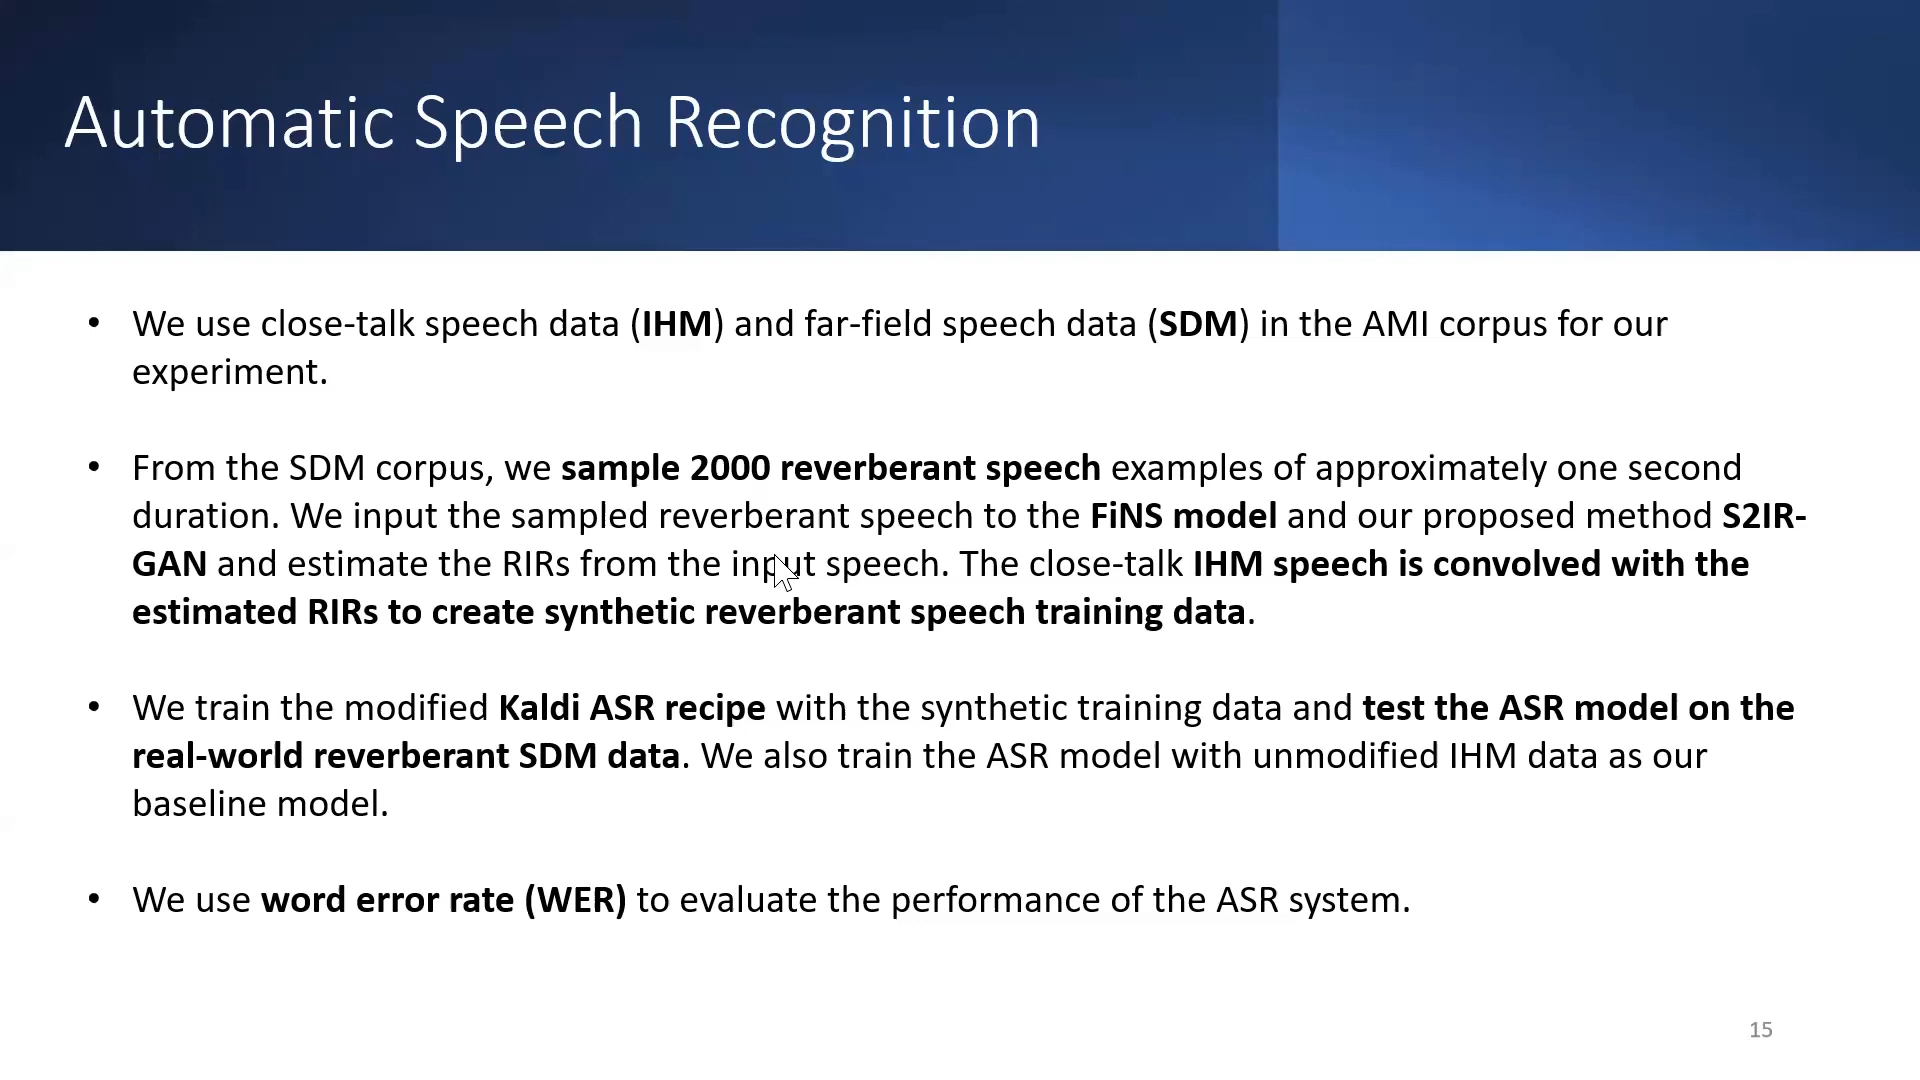 Automatic Speech Recognition
• We use close-talk speech data (IHM) and far-field speech data (SDM) in the AMI corpus for our
experiment.
• From the SDM corpus, we sample 2000 reverberant speech examples of approximately one second
duration. We input the sampled reverberant speech to the FiNS model and our proposed method S2IR-
GAN and estimate the RIRs from the input speech. The close-talk IHM speech is convolved with the
estimated RIRs to create synthetic reverberant speech training data.
• We train the modified Kaldi ASR recipe with the synthetic training data and test the ASR model on the
real-world reverberant SDM data. We also train the ASR model with unmodified IHM data as our
baseline model.
• We use word error rate (WER) to evaluate the performance of the ASR system.
15